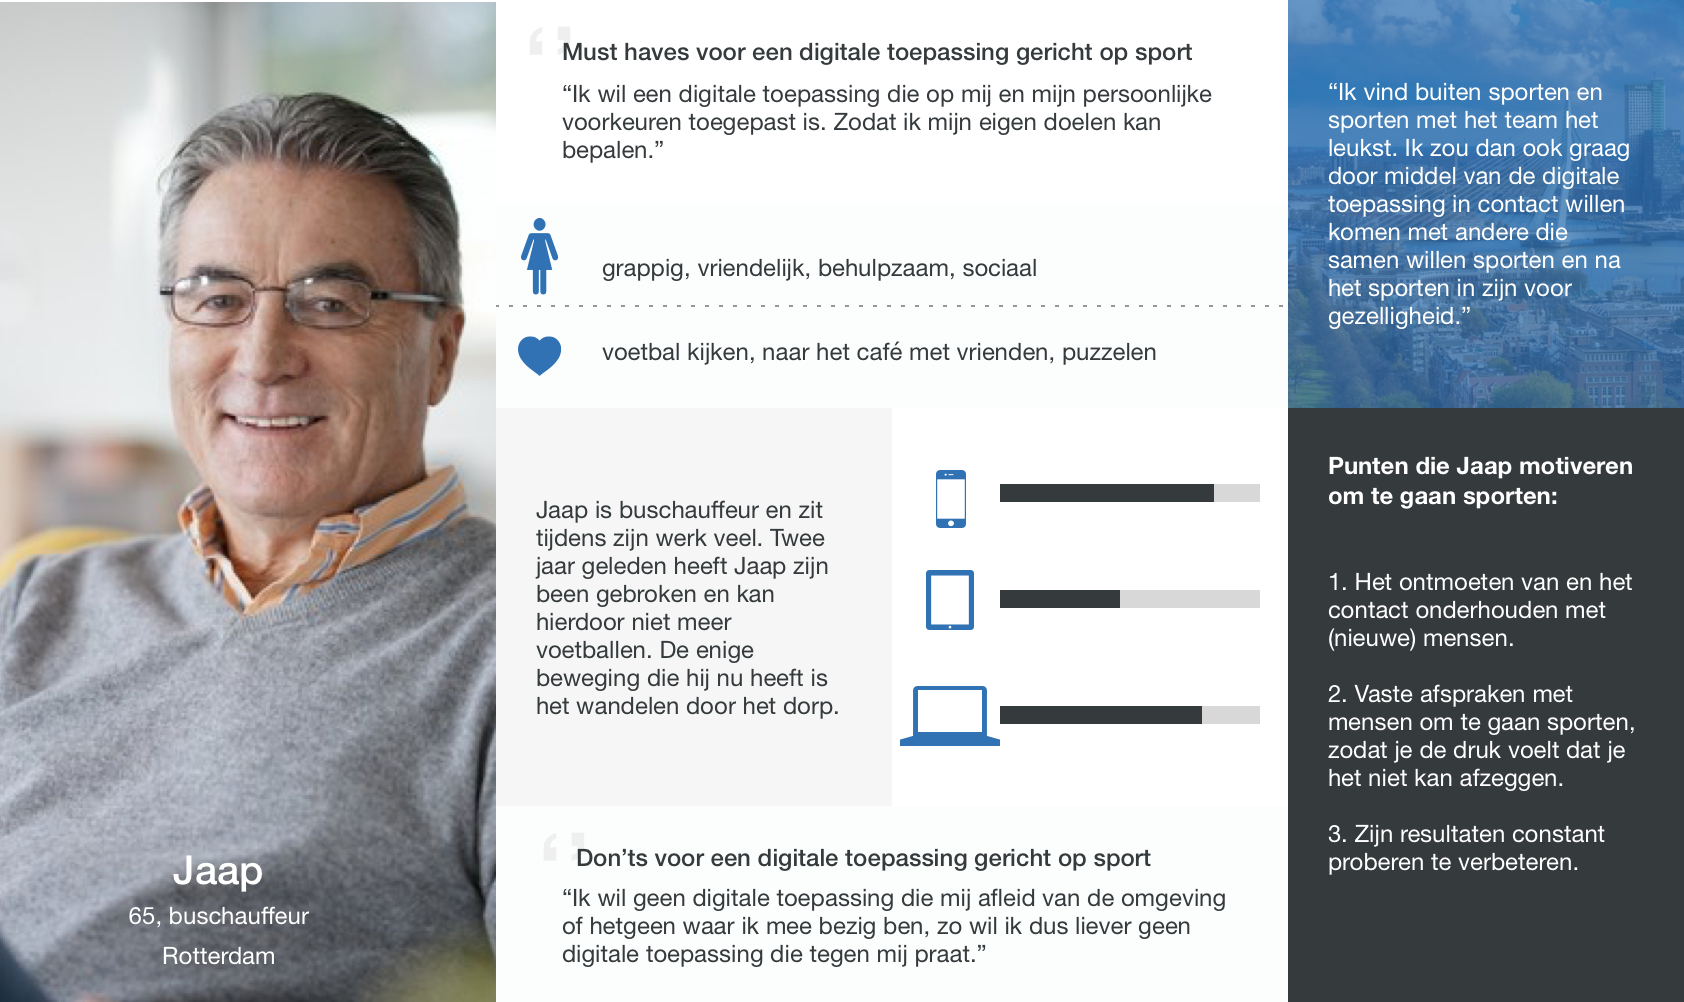 Jaap
65, buschauffeur
Rotterdam
Must haves voor een digitale toepassing gericht op sport
“Ik wil een digitale toepassing die op mij en mijn persoonlijke
voorkeuren toegepast is. Zodat ik mijn eigen doelen kan
bepalen.”
grappig, vriendelijk, behulpzaam, sociaal
voetbal kijken, naar het café met vrienden, puzzelen
Jaap is buschauffeur en zit
tijdens zijn werk veel. Twee
jaar geleden heeft Jaap zijn
been gebroken en kan
hierdoor niet meer
voetballen. De enige
beweging die hij nu heeft is
het wandelen door het dorp.
Don’ts voor een digitale toepassing gericht op sport
“Ik wil geen digitale toepassing die mij afleid van de omgeving
of hetgeen waar ik mee bezig ben, zo wil ik dus liever geen
digitale toepassing die tegen mij praat.”
“Ik vind buiten sporten en
sporten met het team het
leukst. Ik zou dan ook graag
door middel van de digitale
toepassing in contact willen
komen met andere die
samen willen sporten en na
het sporten in zijn voor
gezelligheid.”
Punten die Jaap motiveren
om te gaan sporten:
1. Het ontmoeten van en het
contact onderhouden met
(nieuwe) mensen.
2. Vaste afspraken met
mensen om te gaan sporten,
zodat je de druk voelt dat je
het niet kan afzeggen.
3. Zijn resultaten constant
proberen te verbeteren.